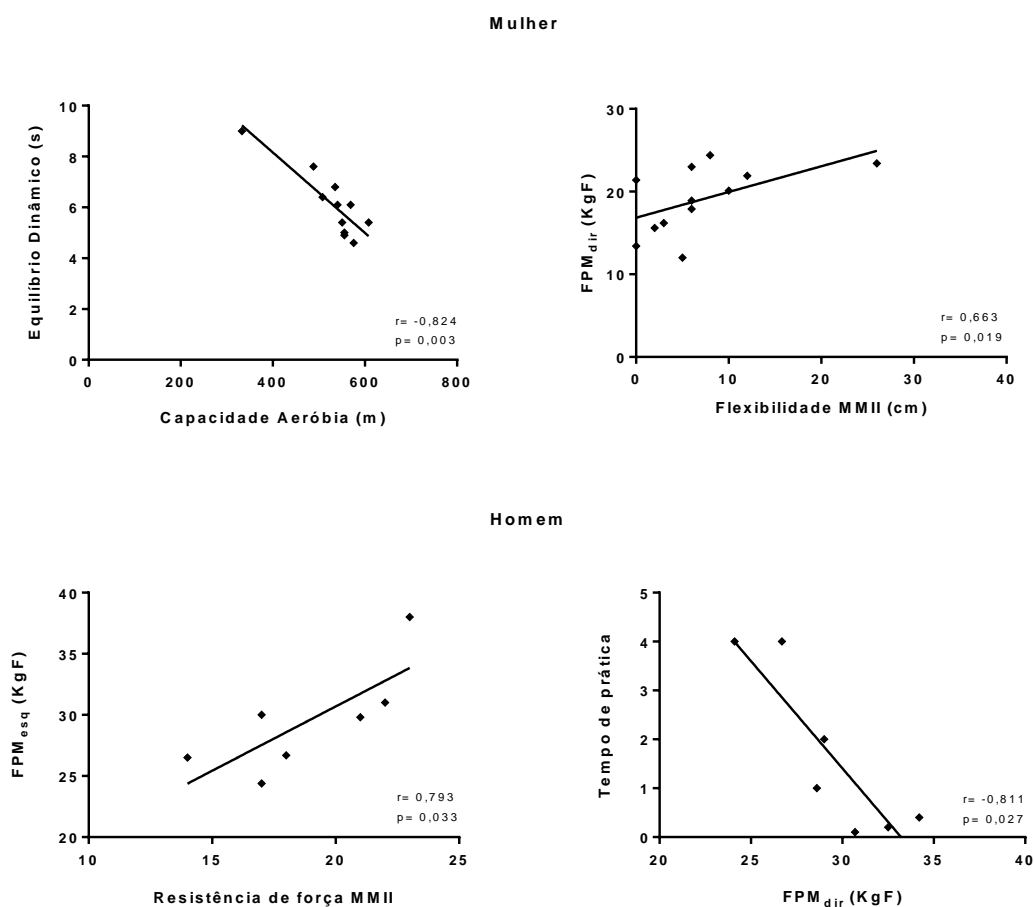 Mulher
Equilíbrio Dinâmico (s)
10
8
6
4
2
0
0 200 400 600 800
Capacidade Aeróbia (m)
r= -0,824
p= 0,003
FPMdir (KgF)
30
20
10
0
0 10 20 30 40
Flexibilidade MMII (cm)
r= 0,663
p= 0,019
Homem
FPMesq (KgF)
40
35
30
25
20
10 15 20 25
Resistência de força MMII
r= 0,793
p= 0,033
Tempo de prática
5
4
3
2
1
0
20 25 30 35 40
FPMdir (KgF)
r= -0,811
p= 0,027